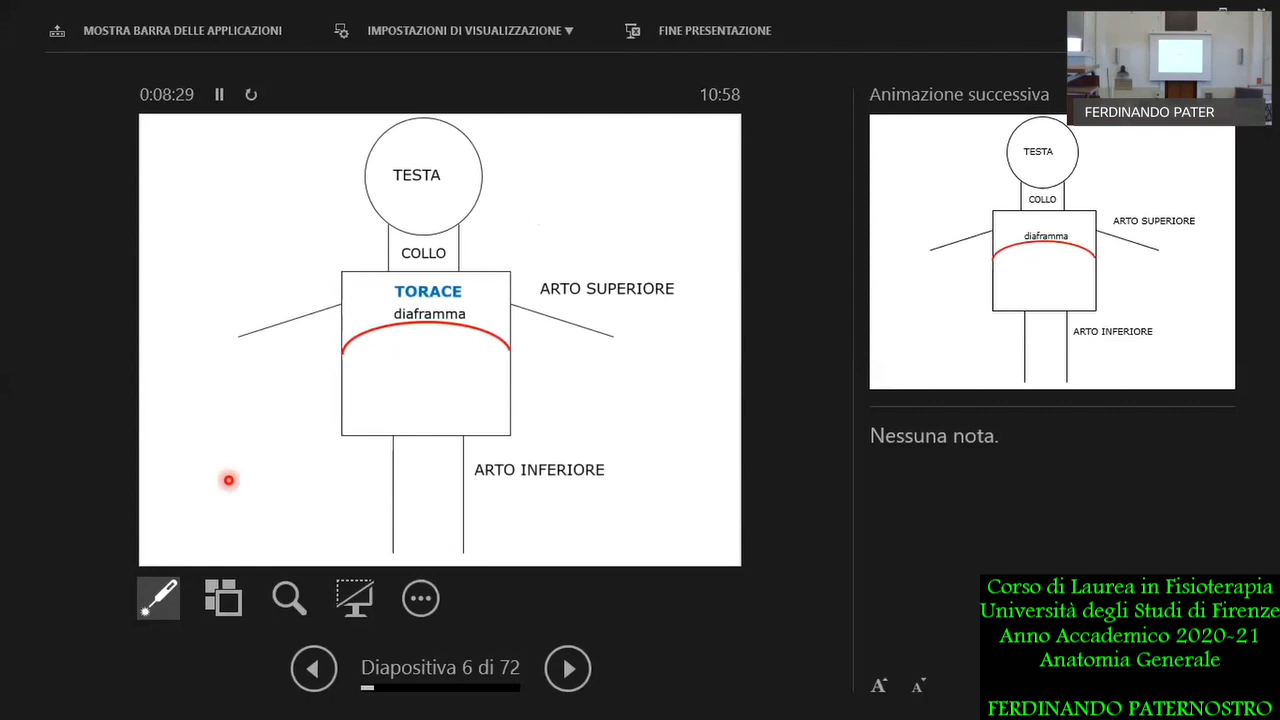 MOSTRA BARRA DELLE APPLICAZIONI
IMPOSTAZIONI DI VISUALIZZAZIONE ▼
FINE PRESENTAZIONE
0:08:29
10:58
TESTA
COLLO
TORACE
diaframma
ARTO SUPERIORE
ARTO INFERIORE
Animazione successiva
FERDINANDO PATER
TESTA
COLLO
ARTO SUPERIORE
diaframma
ARTO INFERIORE
Nessuna nota.
Diapositiva 6 di 72
A A
Corso di Laurea in Fisioterapia
Università degli Studi di Firenze
Anno Accademico 2020-21
Anatomia Generale
FERDINANDO PATERNOSTRO